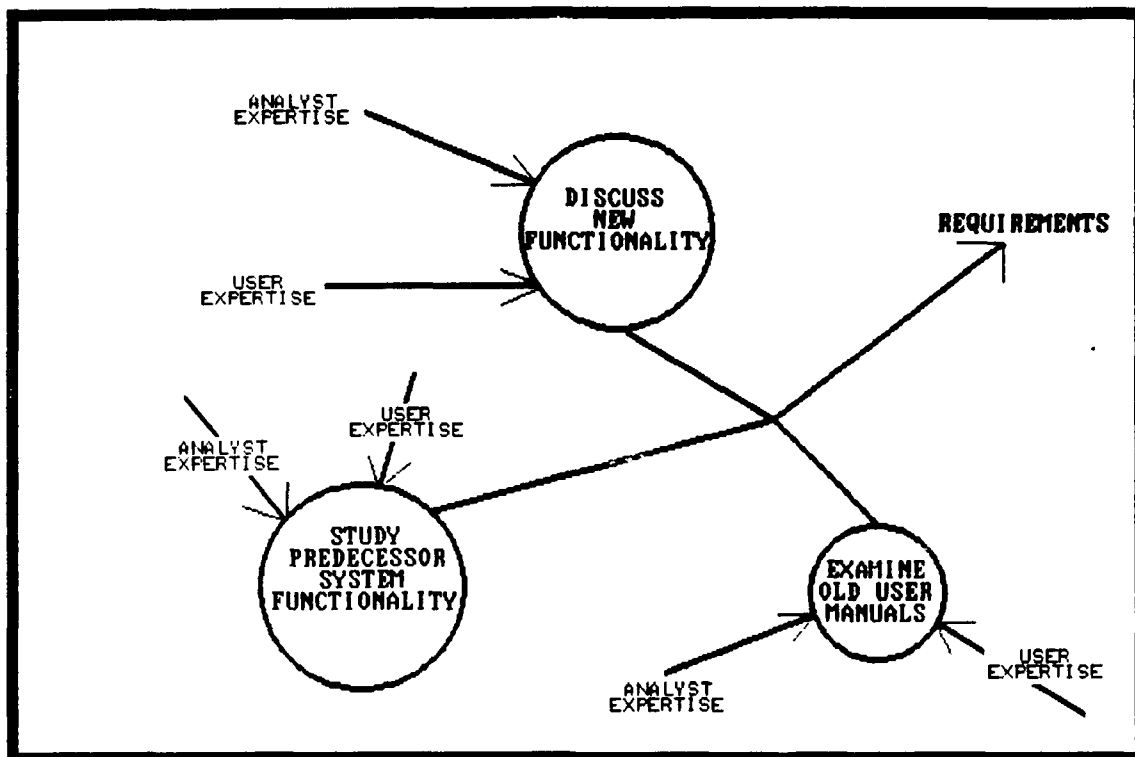 ANALYST
EXPERTISE
DISCUSS
NEW
FUNCTIONALITY
REQUIREMENTS
USER
EXPERTISE
USER
EXPERTISE
ANALYST
EXPERTISE
STUDY
PREDECESSOR
SYSTEM
FUNCTIONALITY
EXAMINE
OLD USER
MANUALS
USER
EXPERTISE
ANALYST
EXPERTISE